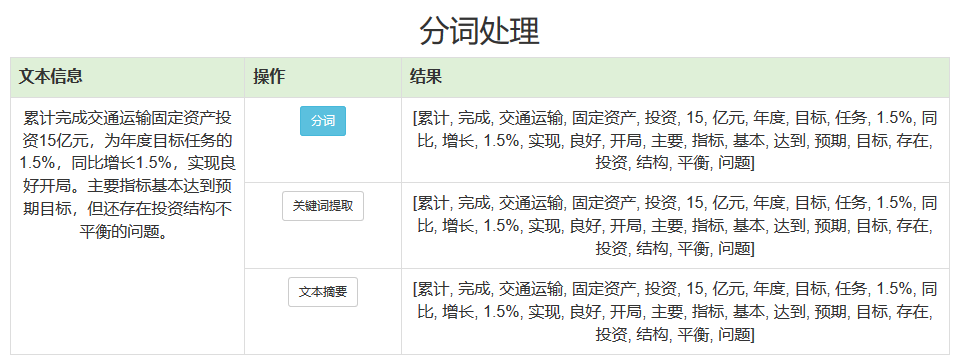 分词处理
文本信息 操作 结果
累计完成交通运输固定资产投
资15亿元，为年度目标任务的
1.5%，同比增长1.5%，实现良
好开局。主要指标基本达到预
期目标，但还存在投资结构不
平衡的问题。
分词
[累计, 完成, 交通运输, 固定资产, 投资, 15, 亿元, 年度, 目标, 任务, 1.5%, 同
比, 增长, 1.5%, 实现, 良好, 开局, 主要, 指标, 基本, 达到, 预期, 目标, 存在,
投资, 结构, 平衡, 问题]
关键词提取
[累计, 完成, 交通运输, 固定资产, 投资, 15, 亿元, 年度, 目标, 任务, 1.5%, 同
比, 增长, 1.5%, 实现, 良好, 开局, 主要, 指标, 基本, 达到, 预期, 目标, 存在,
投资, 结构, 平衡, 问题]
文本摘要
[累计, 完成, 交通运输, 固定资产, 投资, 15, 亿元, 年度, 目标, 任务, 1.5%, 同
比, 增长, 1.5%, 实现, 良好, 开局, 主要, 指标, 基本, 达到, 预期, 目标, 存在,
投资, 结构, 平衡, 问题]